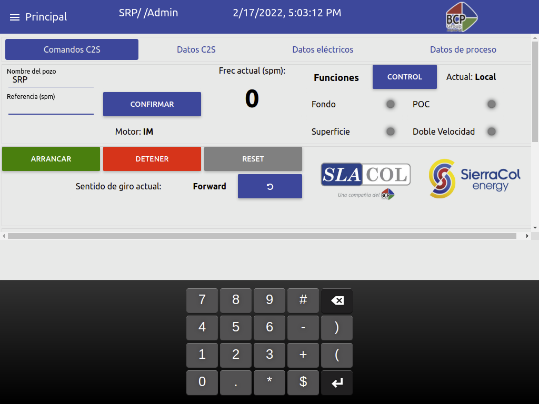 Principal
SRP/ /Admin
2/17/2022, 5:03:12 PM
BCP
Comandos C2S
Datos C2S
Datos eléctricos
Datos de proceso
Nombre del pozo
SRP
Frec actual (spm):
0
Funciones
CONTROL
Actual: Local
Referencia (spm)
CONFIRMAR
Fondo
POC
Motor: IM
Superficie
Doble Velocidad
ARRANCAR
DETENER
RESET
Sentido de giro actual:
Forward
SLACOL
Una compañía de
SierraCol
energy
7 8 9 #
4 5 6 - )
1 2 3 + (
0 . * $